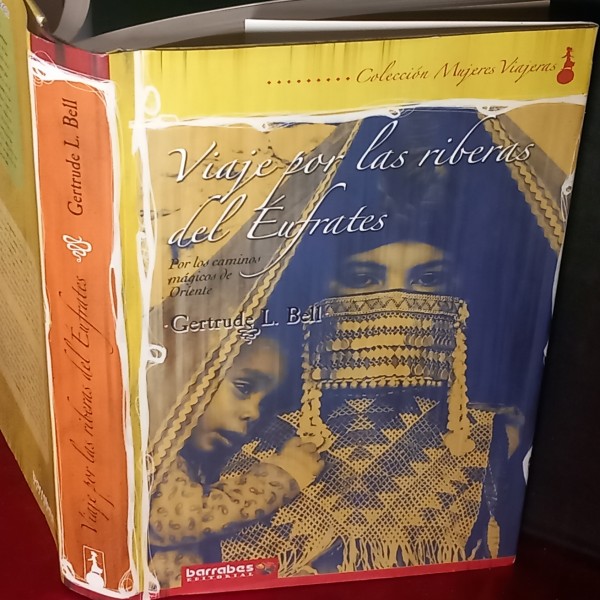 ......... Colección Mujeres Viajeras
Viaje por las riberas
del Éufrates
Por los caminos
mágicos de
Oriente
Gertrude L. Bell
barrabes
EDITORIAL
Viaje por las riberas del Éufrates Gertrude L. Bell